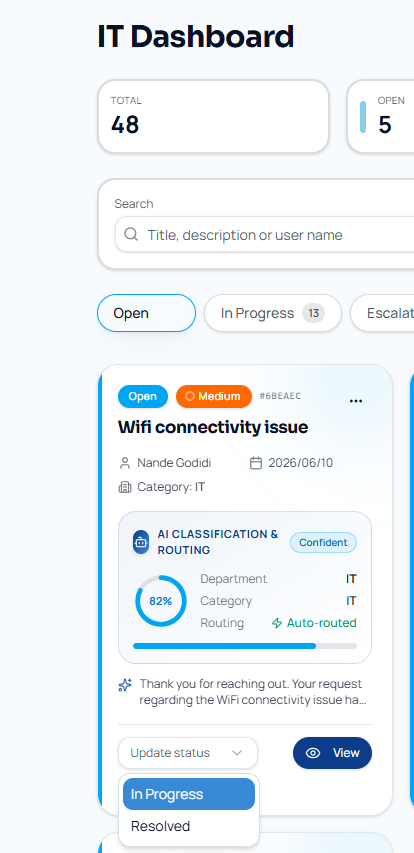 IT Dashboard
TOTAL
48
OPEN
5
Search
Title, description or user name
Open
In Progress 13
Escalat
Open Medium #6BEAEC ...
Wifi connectivity issue
Nande Godidi 2026/06/10
Category: IT
AI CLASSIFICATION &
ROUTING
Confident
82%
Department IT
Category IT
Routing Auto-routed
Thank you for reaching out. Your request
regarding the WiFi connectivity issue ha...
Update status
View
In Progress
Resolved